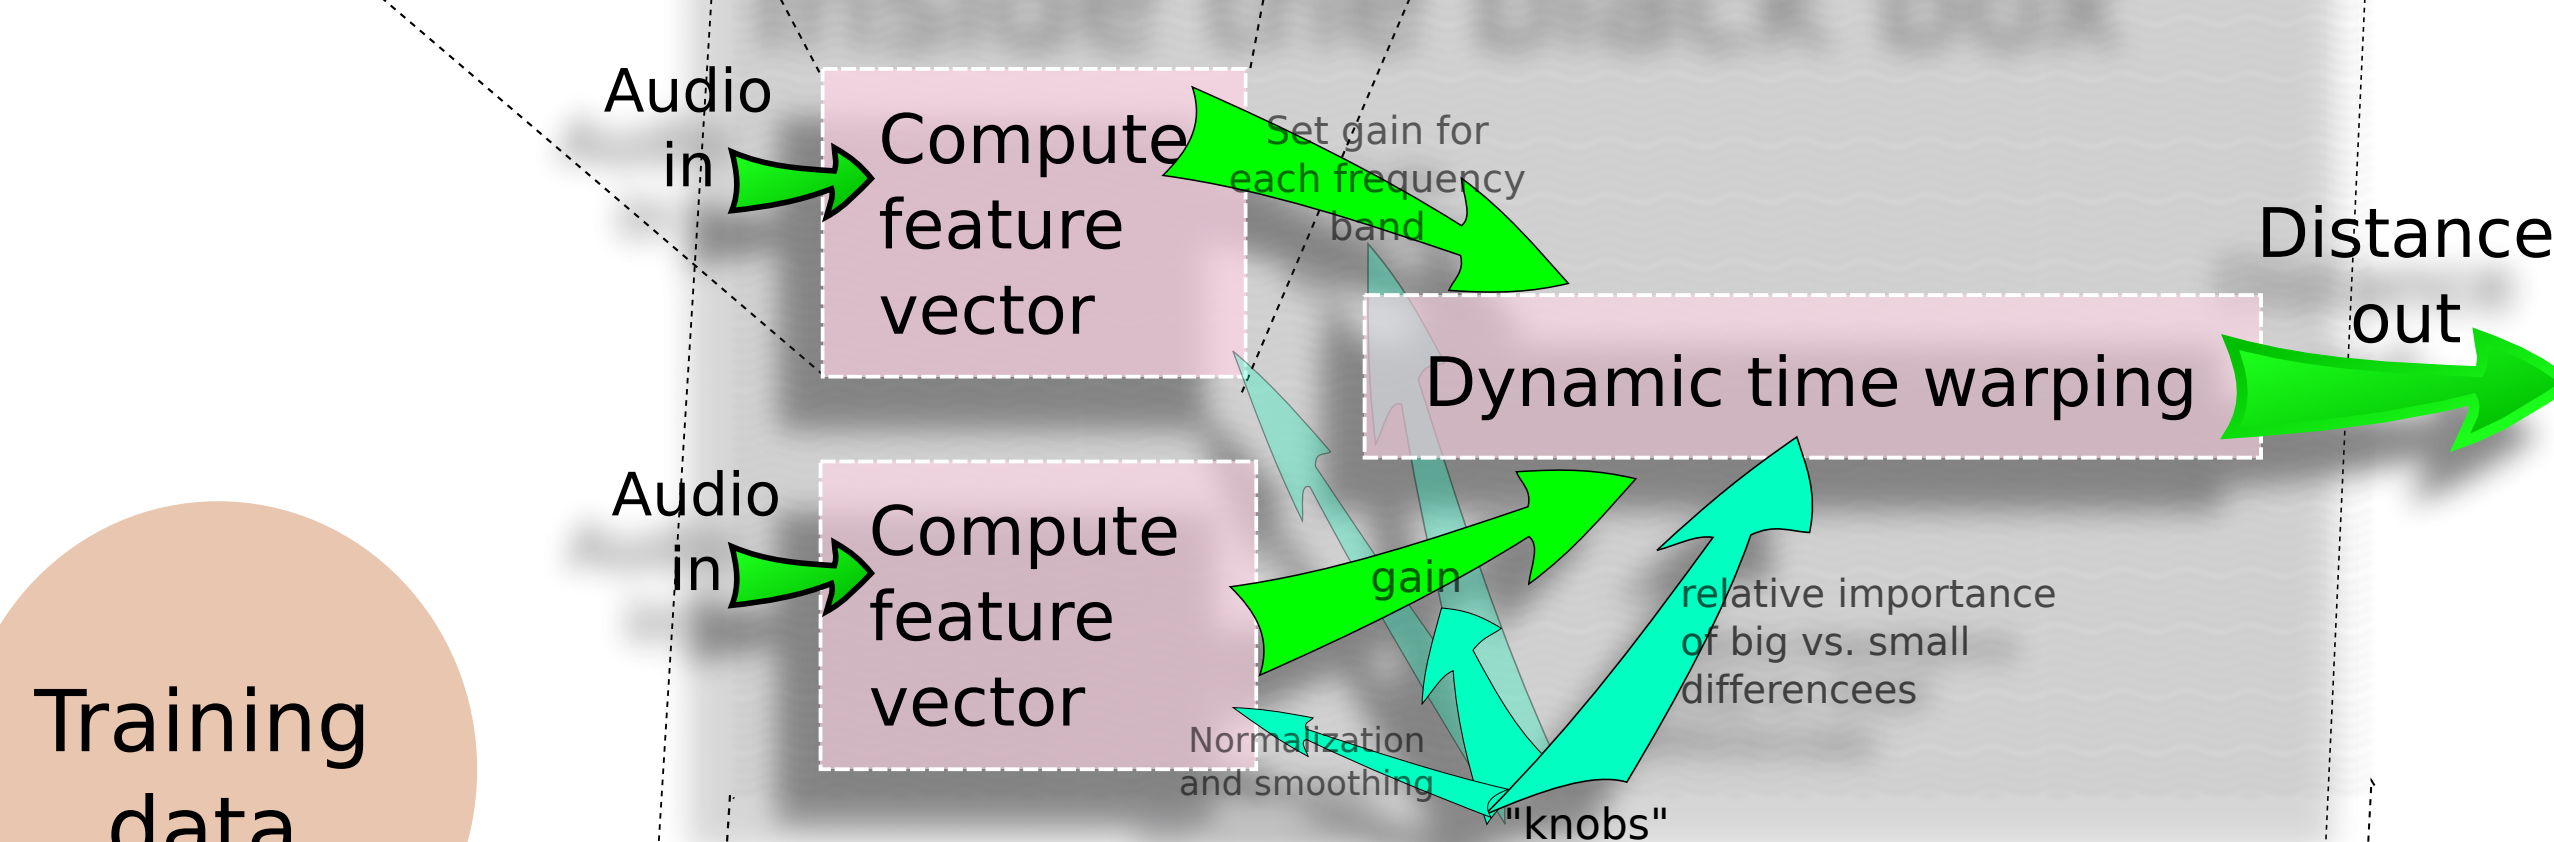 Audio
in
Compute
feature
vector
Set gain for
each frequency
band
Distance
out
Dynamic time warping
Audio
in
Compute
feature
vector
gain
relative importance
of big vs. small
differencees
Normalization
and smoothing
"knobs"
Training
data